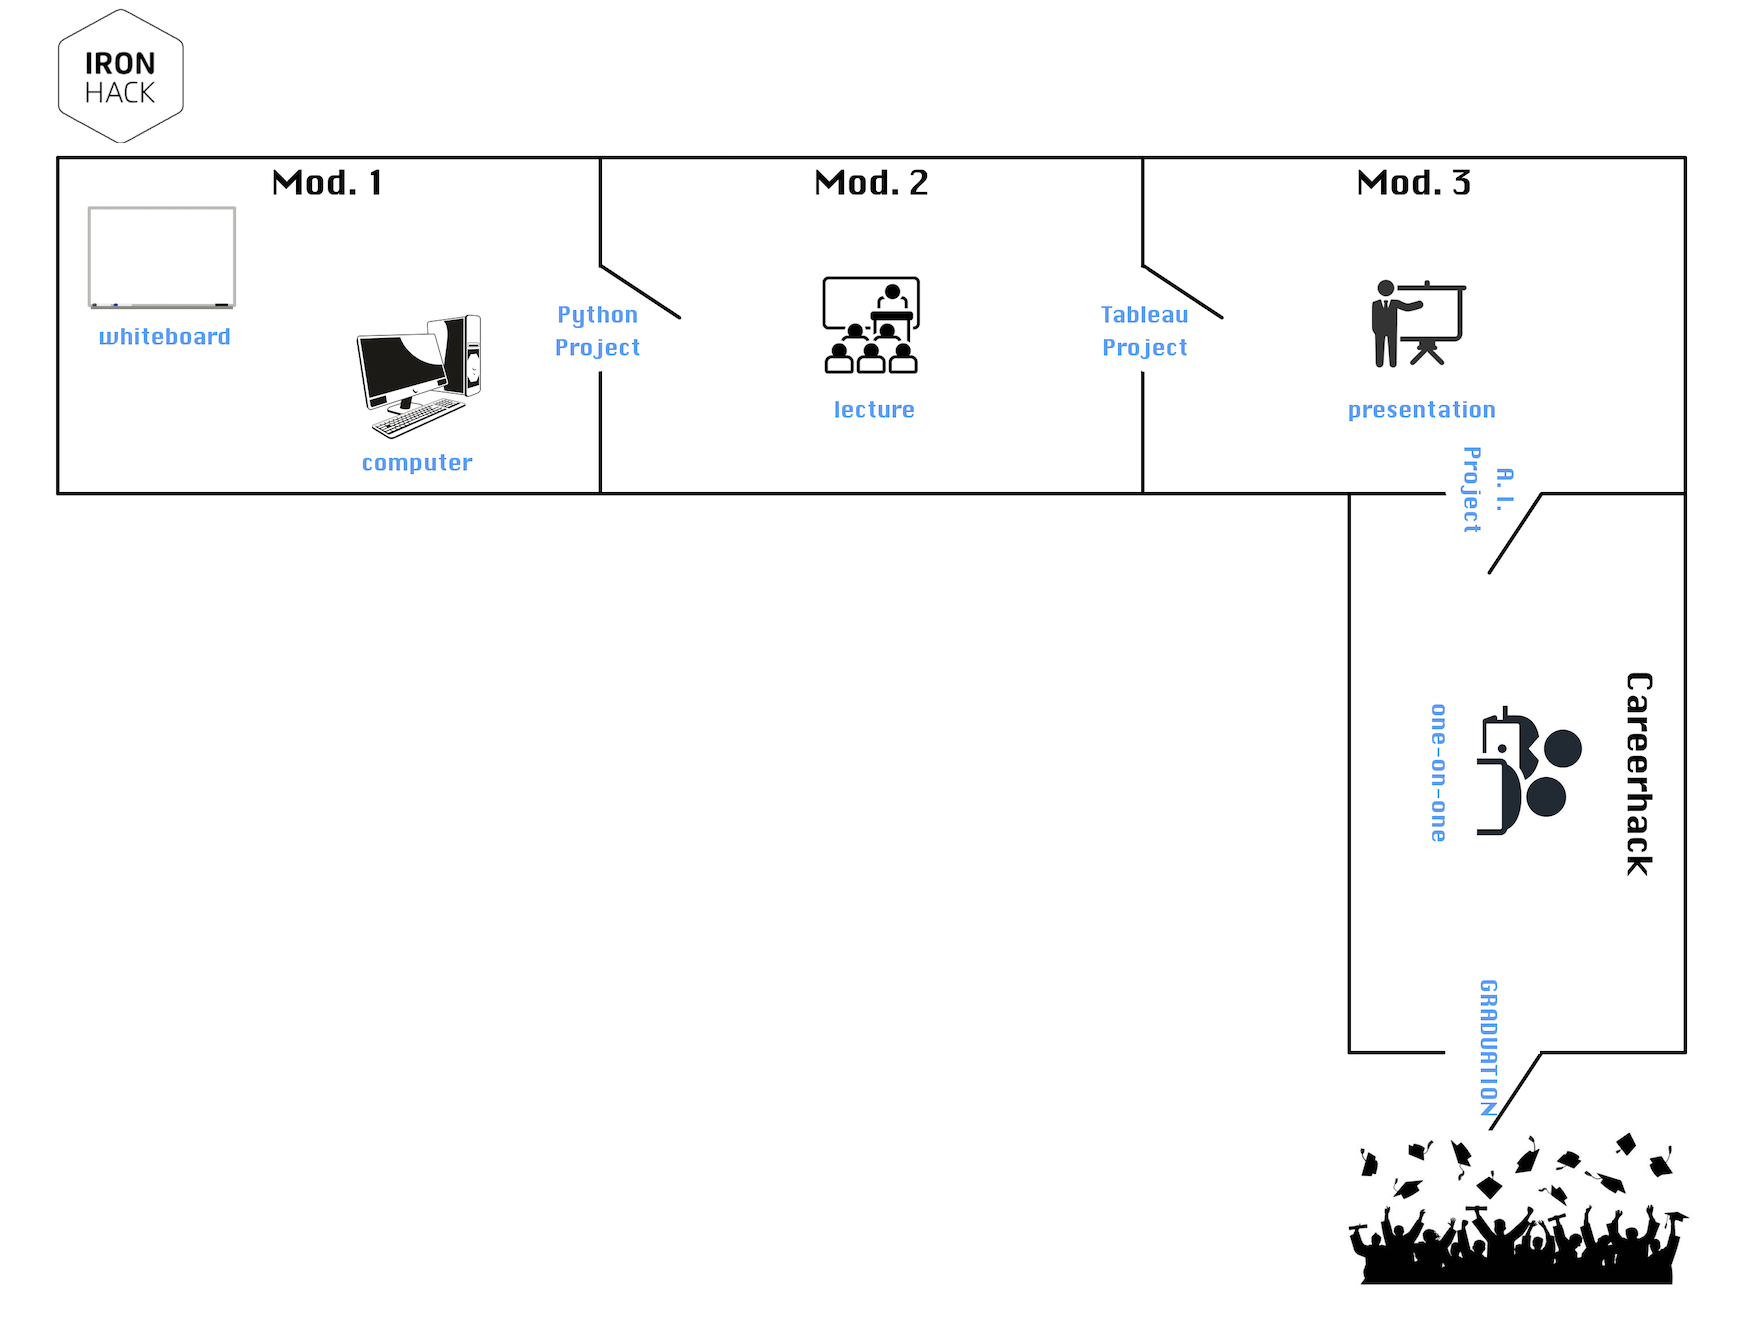 IRON
HACK
Mod. 1
Mod. 2
Mod. 3
whiteboard
computer
Python
Project
lecture
Tableau
Project
presentation
A.I.
Project
Careerhack
one-on-one
GRADUATION